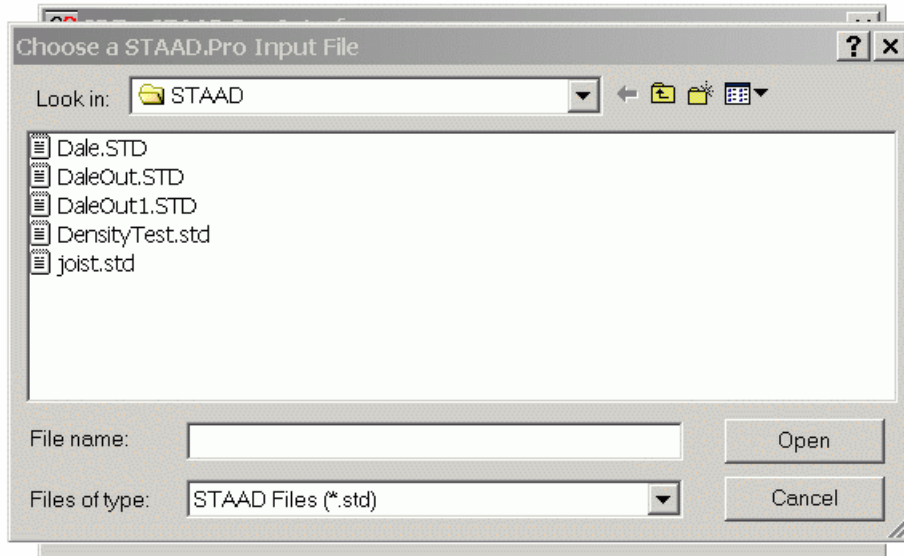 Choose a STAAD.Pro Input File
Look in: STAAD
Dale.STD
DaleOut.STD
DaleOut1.STD
DensityTest.std
joist.std
File name:
Open
Files of type: STAAD Files (*.std)
Cancel